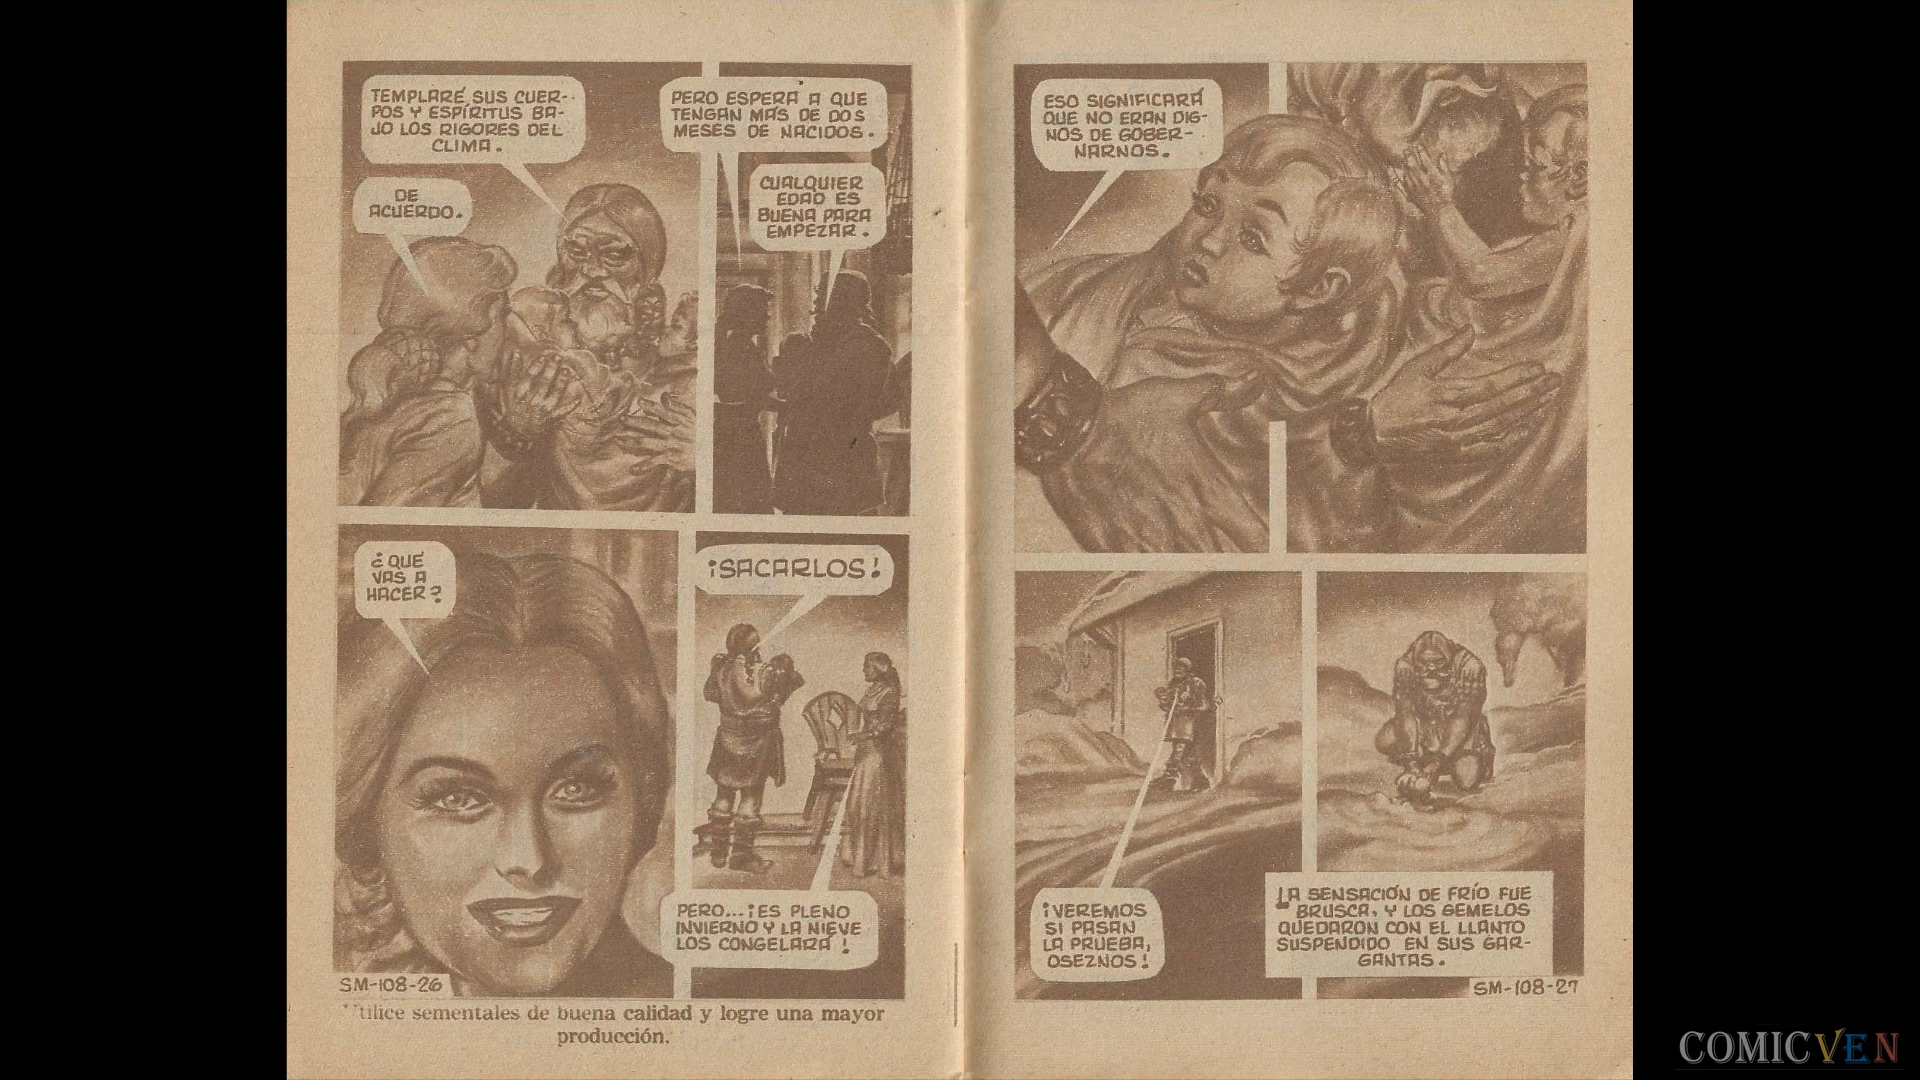 TEMPLARÉ SUS CUER-
POS Y ESPÍRITUS BA-
JO LOS RIGORES DEL
CLIMA.
DE
ACUERDO.
PERO ESPERA A QUE
TENGAN MÁS DE DOS
MESES DE NACIDOS.
CUALQUIER
EDAD ES
BUENA PARA
EMPEZAR.
¿QUÉ
VAS A
HACER?
¡SACARLOS!
PERO...¡ES PLENO
INVIERNO Y LA NIEVE
LOS CONGELARÁ!
SM-108-26
Utilice sementales de buena calidad y logre una mayor
producción.
ESO SIGNIFICARÁ
QUE NO ERAN DIG-
NOS DE GOBER-
NARNOS.
¡VEREMOS
SI PASAN
LA PRUEBA,
OSEZNOS!
LA SENSACIÓN DE FRÍO FUE
BRUSCA, Y LOS GEMELOS
QUEDARON CON EL LLANTO
SUSPENDIDO EN SUS GAR-
GANTAS.
SM-108-27
COMICVEN